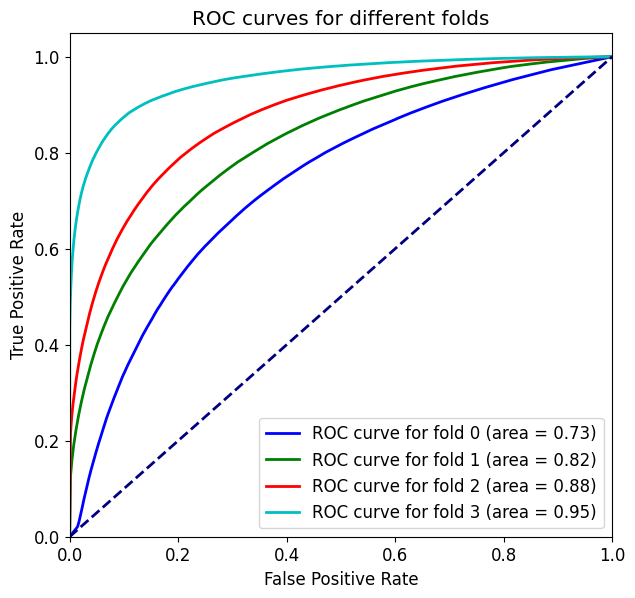 ROC curves for different folds
True Positive Rate
1.0
0.8
0.6
0.4
0.2
0.0
ROC curve for fold 0 (area = 0.73)
ROC curve for fold 1 (area = 0.82)
ROC curve for fold 2 (area = 0.88)
ROC curve for fold 3 (area = 0.95)
0.0 0.2 0.4 0.6 0.8 1.0
False Positive Rate